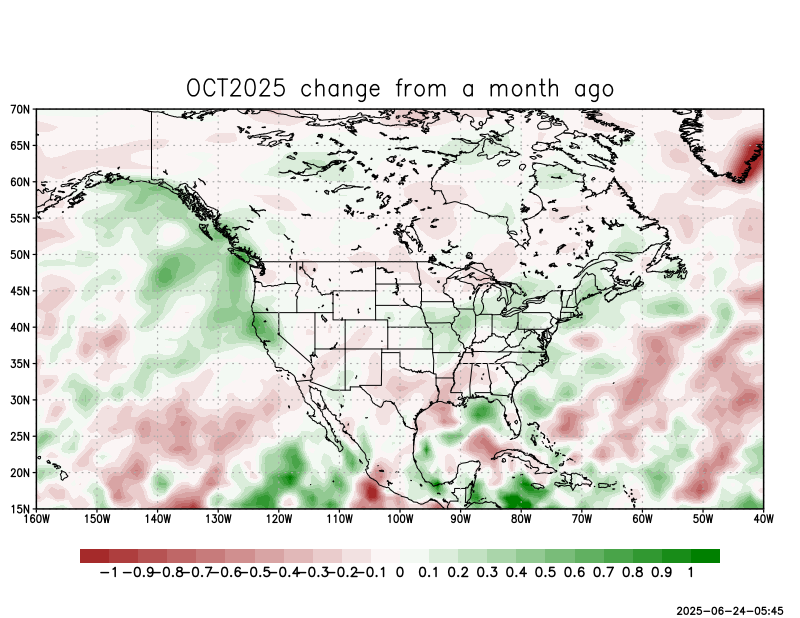 OCT2025 change from a month ago
70N
65N
60N
55N
50N
45N
40N
35N
30N
25N
20N
15N
160W 150W 140W 130W 120W 110W 100W 90W 80W 70W 60W 50W 40W
-1 -0.9 -0.8 -0.7 -0.6 -0.5 -0.4 -0.3 -0.2 -0.1 0 0.1 0.2 0.3 0.4 0.5 0.6 0.7 0.8 0.9 1
2025-06-24-05:45